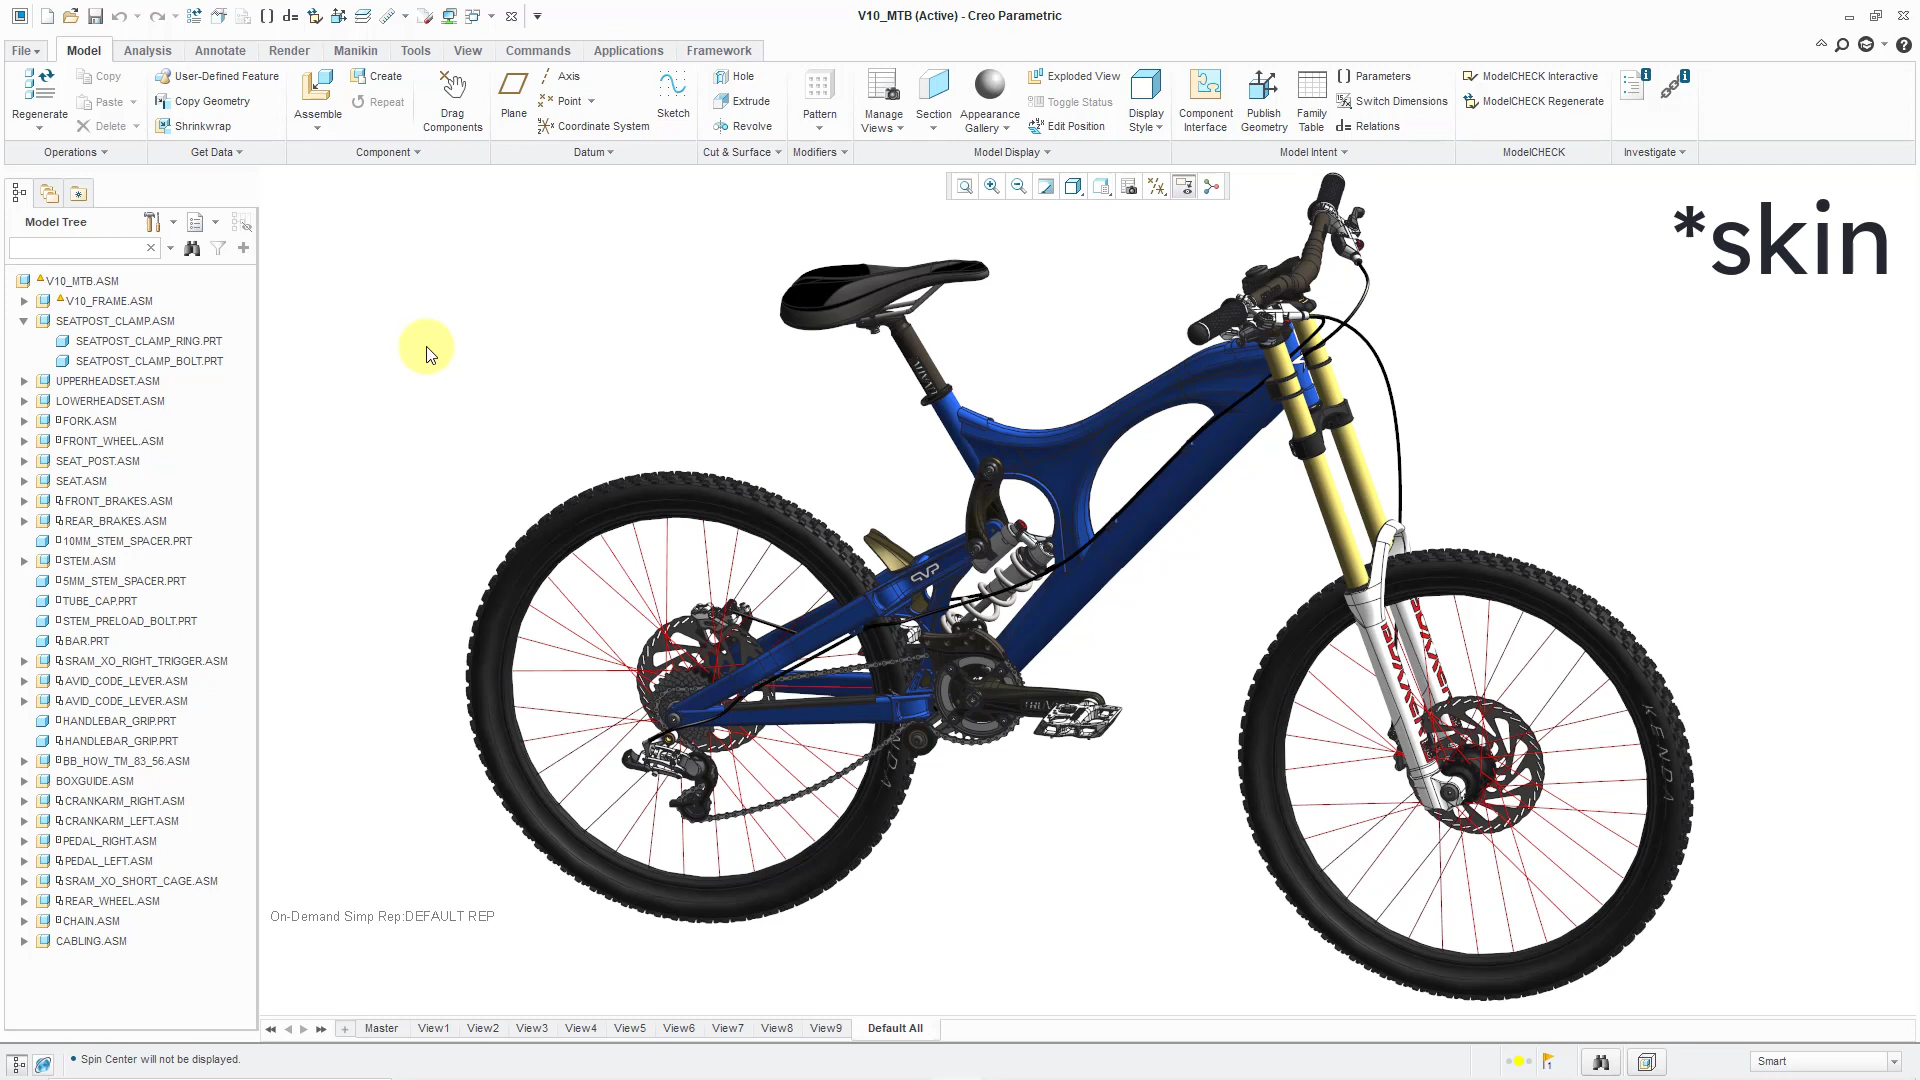 V10_MTB (Active) - Creo Parametric
File
Model
Analysis
Annotate
Render
Manikin
Tools
View
Commands
Applications
Framework
Regenerate
Copy
Paste
Delete
Operations
User-Defined Feature
Copy Geometry
Shrinkwrap
Get Data
Assemble
Create
Repeat
Component
Drag
Components
Plane
Axis
Point
Coordinate System
Sketch
Datum
Hole
Extrude
Revolve
Cut & Surface
Pattern
Modifiers
Manage
Views
Section
Appearance
Gallery
Exploded View
Toggle Status
Edit Position
Display
Style
Model Display
Component
Interface
Publish
Geometry
Family
Table
Parameters
Switch Dimensions
Relations
Model Intent
ModelCHECK Interactive
ModelCHECK Regenerate
ModelCHECK
Investigate
Model Tree
*skin
V10_MTB.ASM
V10_FRAME.ASM
SEATPOST_CLAMP.ASM
SEATPOST_CLAMP_RING.PRT
SEATPOST_CLAMP_BOLT.PRT
UPPERHEADSET.ASM
LOWERHEADSET.ASM
FORK.ASM
FRONT_WHEEL.ASM
SEAT_POST.ASM
SEAT.ASM
FRONT_BRAKES.ASM
REAR_BRAKES.ASM
10MM_STEM_SPACER.PRT
STEM.ASM
5MM_STEM_SPACER.PRT
TUBE_CAP.PRT
STEM_PRELOAD_BOLT.PRT
BAR.PRT
SRAM_XO_RIGHT_TRIGGER.ASM
AVID_CODE_LEVER.ASM
AVID_CODE_LEVER.ASM
HANDLEBAR_GRIP.PRT
HANDLEBAR_GRIP.PRT
BB_HOW_TM_83_56.ASM
BOXGUIDE.ASM
CRANKARM_RIGHT.ASM
CRANKARM_LEFT.ASM
PEDAL_RIGHT.ASM
PEDAL_LEFT.ASM
SRAM_XO_SHORT_CAGE.ASM
REAR_WHEEL.ASM
CHAIN.ASM
CABLING.ASM
KENDA
On-Demand Simp Rep:DEFAULT REP
Master
View1
View2
View3
View4
View5
View6
View7
View8
View9
Default All
Spin Center will not be displayed.
1
Smart